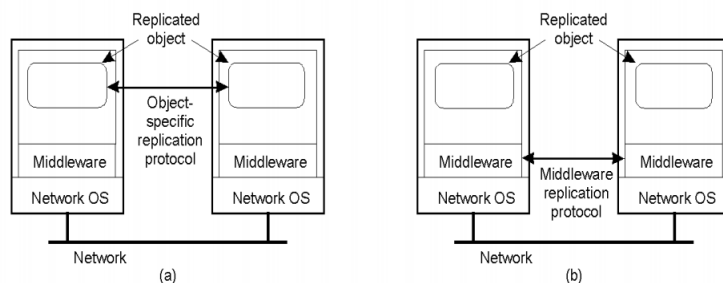 Replicated
object
Object-
specific
replication
protocol
Middleware
Middleware
Network OS
Network OS
Network
(a)
Replicated
object
Middleware
Middleware
Middleware
replication
protocol
Network OS
Network OS
Network
(b)